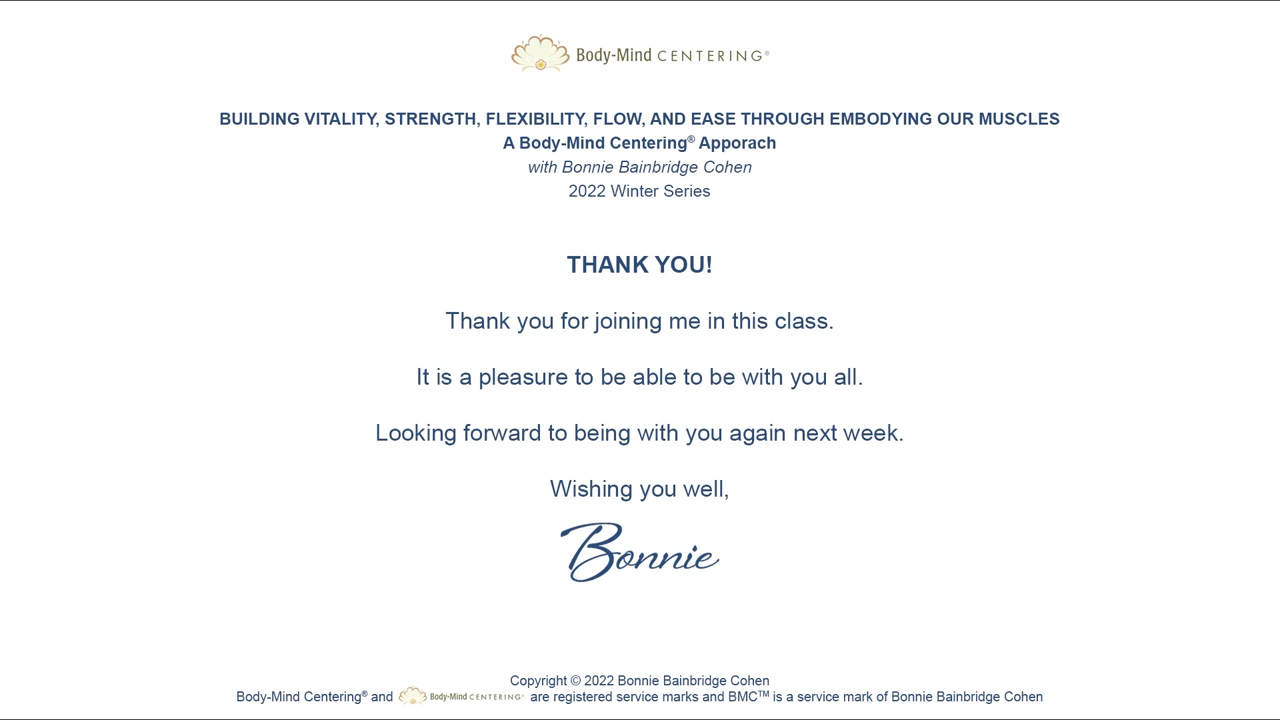 Body-Mind CENTERING®
BUILDING VITALITY, STRENGTH, FLEXIBILITY, FLOW, AND EASE THROUGH EMBODYING OUR MUSCLES
A Body-Mind Centering® Apporach
with Bonnie Bainbridge Cohen
2022 Winter Series
THANK YOU!
Thank you for joining me in this class.
It is a pleasure to be able to be with you all.
Looking forward to being with you again next week.
Wishing you well,
Bonnie
Copyright © 2022 Bonnie Bainbridge Cohen
Body-Mind Centering® and Body-Mind CENTERING® are registered service marks and BMC™ is a service mark of Bonnie Bainbridge Cohen